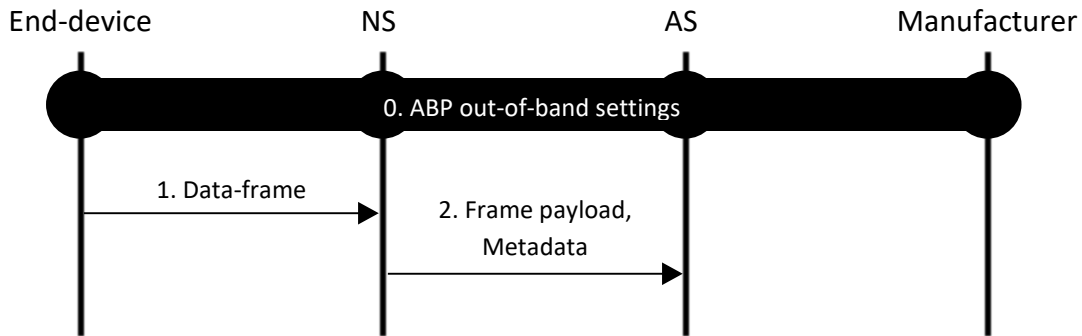 End-device NS AS Manufacturer
0. ABP out-of-band settings
1. Data-frame
2. Frame payload,
Metadata